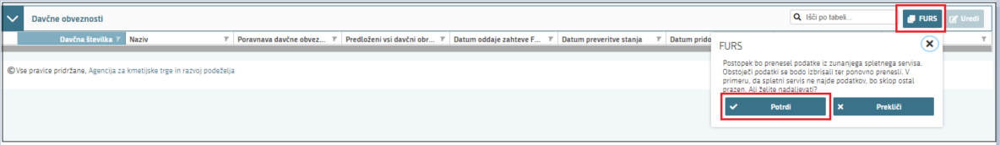 Davčne obveznosti
Išči po tabeli...
FURS
Uredi
Davčna številka
Naziv
Poravnava davčne obvez...
Predloženi vsi davčni obr...
Datum oddaje zahteve F...
Datum preveritve stanja
Datum prido
FURS
Postopek bo prenesel podatke iz zunanjega spletnega servisa.
Obstoječi podatki se bodo izbrisali ter ponovno prenesli. V
primeru, da spletni servis ne najde podatkov, bo sklop ostal
prazen. Ali želite nadaljevati?
Potrdi
Prekliči
©Vse pravice pridržane, Agencija za kmetijske trge in razvoj podeželja